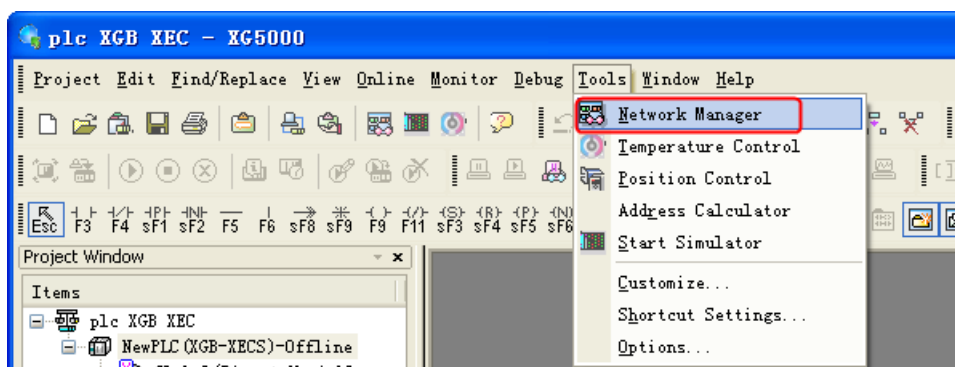 plc XGB XEC - XG5000
Project Edit Find/Replace View Online Monitor Debug Tools Window Help
Network Manager
Temperature Control
Position Control
Address Calculator
Start Simulator
Customize...
Shortcut Settings...
Options...
Esc F3 F4 sF1 sF2 F5 F6 sF8 sF9 F9 F11 sF3 sF4 sF5 sF6
Project Window
Items
plc XGB XEC
NewPLC(XGB-XECS)-Offline